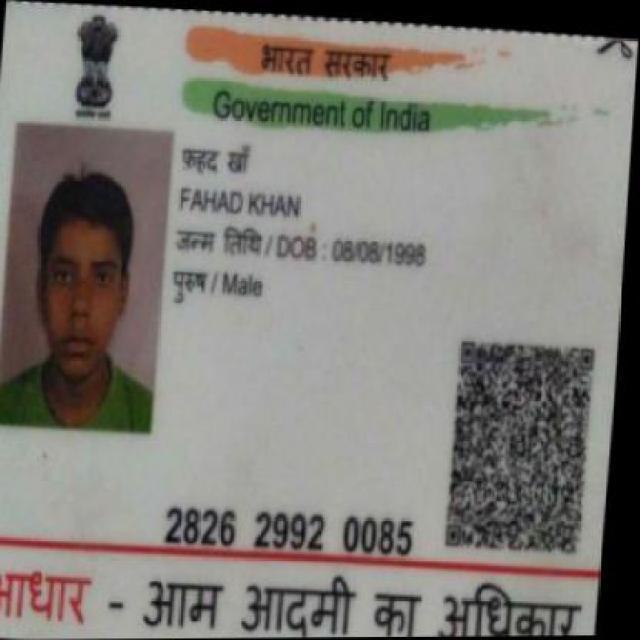 भारत सरकार
Government of India
फ़हद खाँ
FAHAD KHAN
जन्म तिथि / DOB : 08/08/1998
पुरुष / Male
2826 2992 0085
आधार - आम आदमी का अधिकार